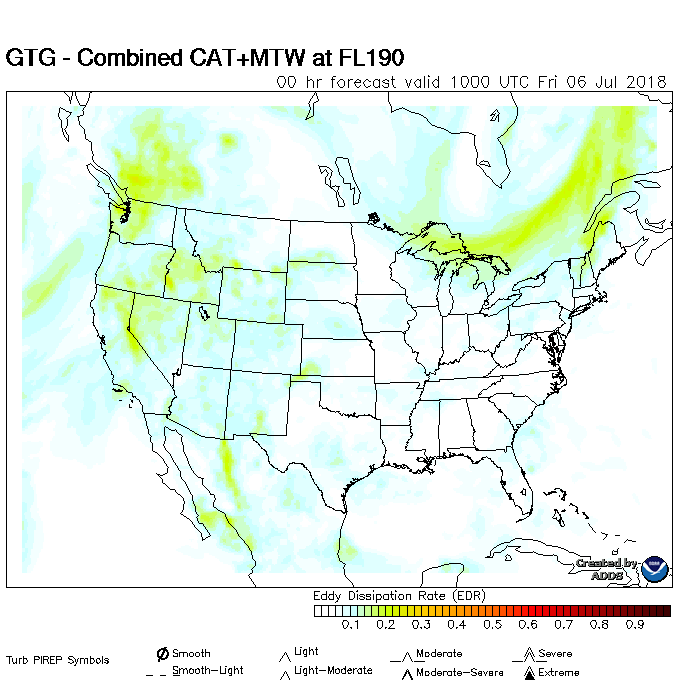 GTG - Combined CAT+MTW at FL190
00 hr forecast valid 1000 UTC Fri 06 Jul 2018
Created by
ADDS
Eddy Dissipation Rate (EDR)
0.1 0.2 0.3 0.4 0.5 0.6 0.7 0.8 0.9
Turb PIREP Symbols
Smooth Light Moderate Severe
Smooth-Light Light-Moderate Moderate-Severe Extreme